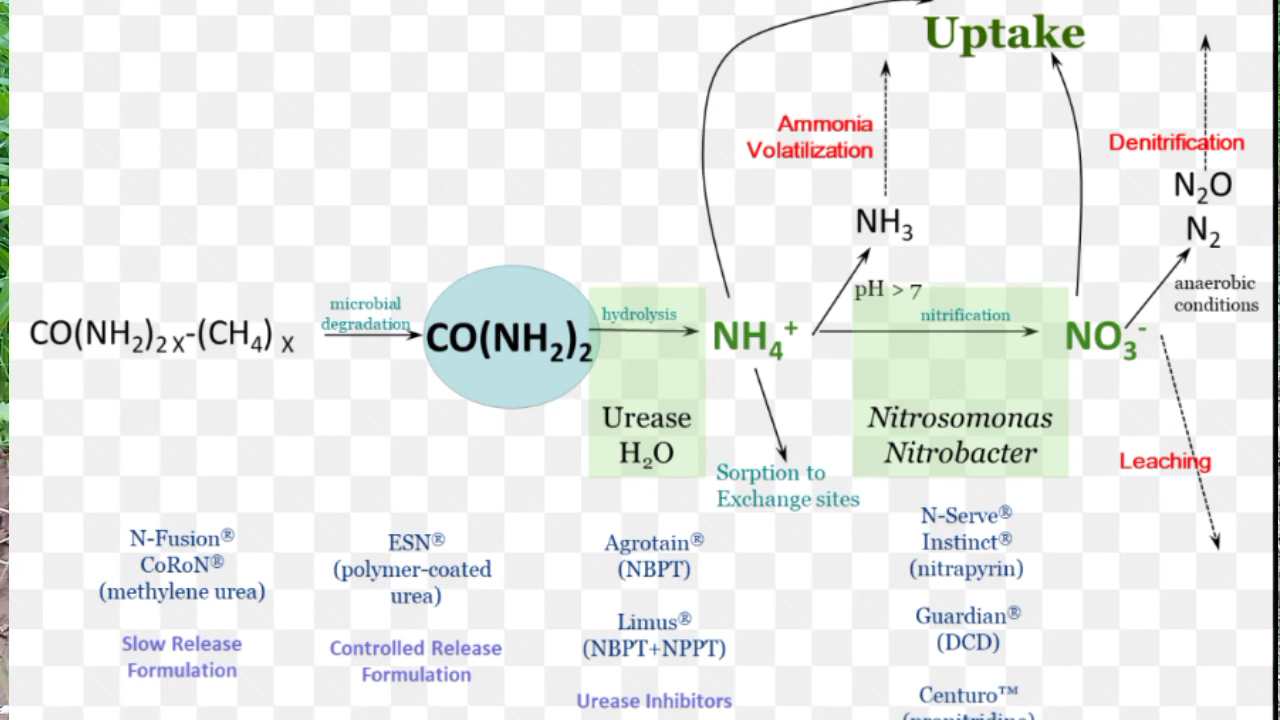 Uptake
Ammonia
Volatilization
Denitrification
N₂O
N₂
NH₃
pH > 7
anaerobic
conditions
microbial
degradation
hydrolysis
nitrification
CO(NH₂)₂ₓ-(CH₄)ₓ
CO(NH₂)₂
NH₄⁺
NO₃⁻
Urease
H₂O
Nitrosomonas
Nitrobacter
Sorption to
Exchange sites
Leaching
N-Fusion®
CoRoN®
(methylene urea)
Slow Release
Formulation
ESN®
(polymer-coated
urea)
Controlled Release
Formulation
Agrotain®
(NBPT)
Limus®
(NBPT+NPPT)
Urease Inhibitors
N-Serve®
Instinct®
(nitrapyrin)
Guardian®
(DCD)
Centuro™